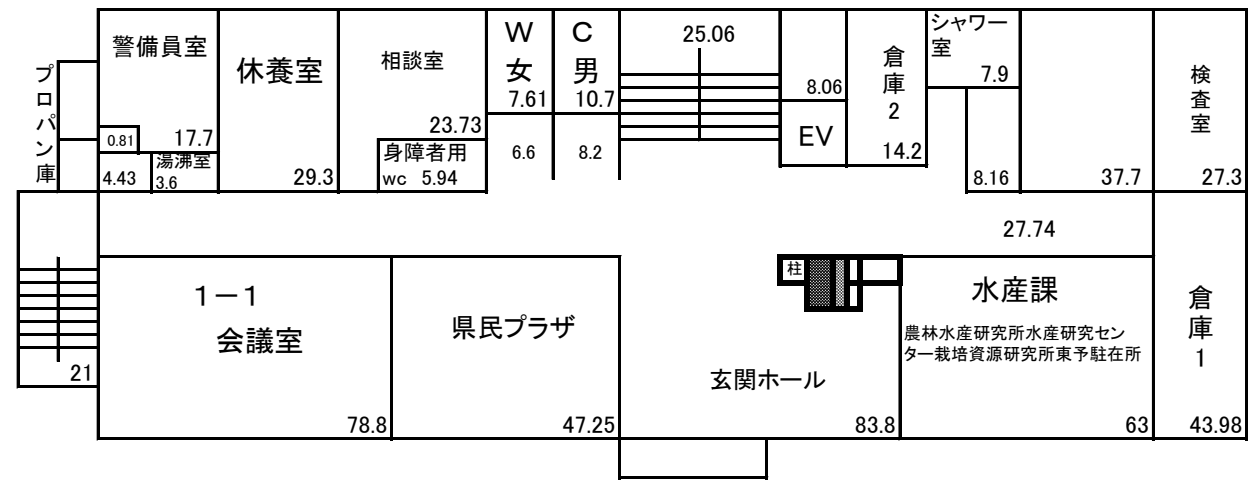 プロパン庫
警備員室
0.81
17.7
4.43
湯沸室
3.6
休養室
29.3
相談室
23.73
身障者用
wc 5.94
W
女
7.61
6.6
C
男
10.7
8.2
25.06
8.06
EV
倉庫2
14.2
シャワー
室
7.9
8.16
37.7
検査室
27.3
27.74
21
1－1
会議室
78.8
県民プラザ
47.25
柱
玄関ホール
83.8
水産課
農林水産研究所水産研究セン
ター栽培資源研究所東予駐在所
63
倉庫1
43.98